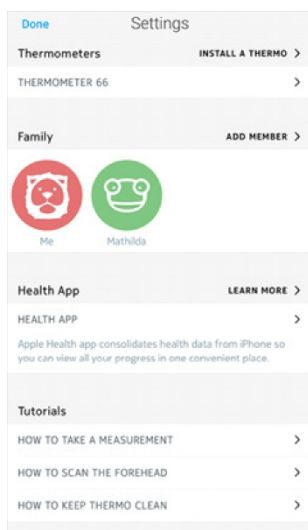 Done Settings
Thermometers INSTALL A THERMO >
THERMOMETER 66 >
Family ADD MEMBER >
Me Mathilda
Health App LEARN MORE >
HEALTH APP >
Apple Health app consolidates health data from iPhone so
you can view all your progress in one convenient place.
Tutorials
HOW TO TAKE A MEASUREMENT >
HOW TO SCAN THE FOREHEAD >
HOW TO KEEP THERMO CLEAN >